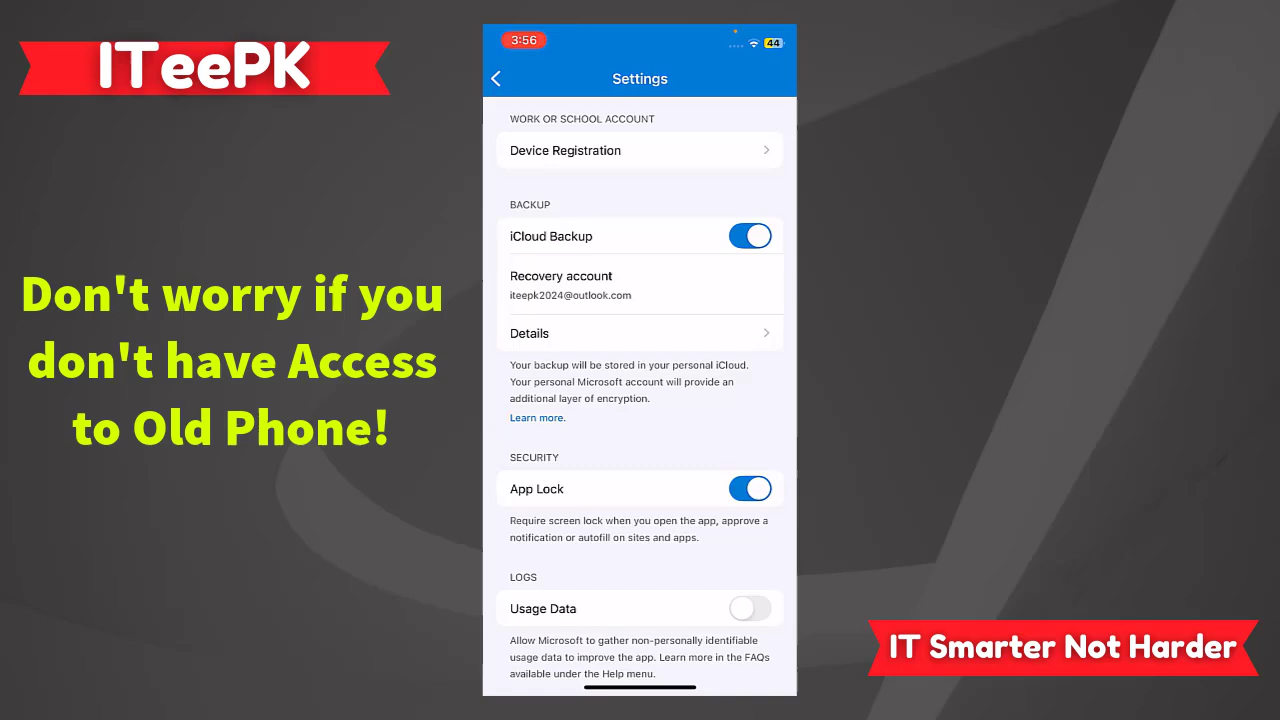 ITeePK
Don't worry if you
don't have Access
to Old Phone!
3:56
44
Settings
WORK OR SCHOOL ACCOUNT
Device Registration
BACKUP
iCloud Backup
Recovery account
iteepk2024@outlook.com
Details
Your backup will be stored in your personal iCloud.
Your personal Microsoft account will provide an
additional layer of encryption.
Learn more.
SECURITY
App Lock
Require screen lock when you open the app, approve a
notification or autofill on sites and apps.
LOGS
Usage Data
Allow Microsoft to gather non-personally identifiable
usage data to improve the app. Learn more in the FAQs
available under the Help menu.
IT Smarter Not Harder